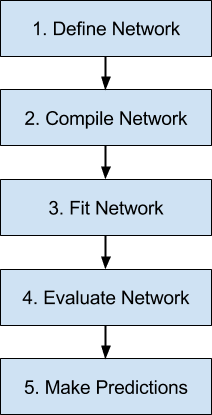 1. Define Network
2. Compile Network
3. Fit Network
4. Evaluate Network
5. Make Predictions